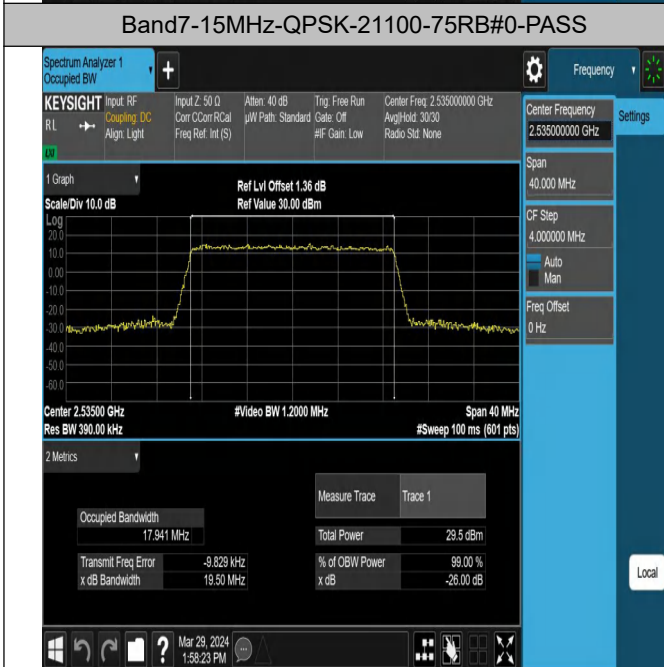 Band7-15MHz-QPSK-21100-75RB#0-PASS
Spectrum Analyzer 1
Occupied BW
Frequency
KEYSIGHT
RL
Input: RF
Coupling: DC
Align: Light
Input Z: 50 Ω
Corr CCorr RCal
Freq Ref: Int (S)
Atten: 40 dB
µW Path: Standard
Trig: Free Run
Gate: Off
#IF Gain: Low
Center Freq: 2.535000000 GHz
Avg|Hold: 30/30
Radio Std: None
Center Frequency
2.535000000 GHz
Settings
Span
40.000 MHz
CF Step
4.000000 MHz
Auto
Man
Freq Offset
0 Hz
1 Graph
Scale/Div 10.0 dB
Ref Lvl Offset 1.36 dB
Ref Value 30.00 dBm
Log
20.0
10.0
0.00
-10.0
-20.0
-30.0
-40.0
-50.0
-60.0
Center 2.53500 GHz
#Video BW 1.2000 MHz
Span 40 MHz
Res BW 390.00 kHz
#Sweep 100 ms (601 pts)
2 Metrics
Measure Trace Trace 1
Occupied Bandwidth
17.941 MHz
Total Power 29.5 dBm
Transmit Freq Error -9.829 kHz
% of OBW Power 99.00 %
x dB Bandwidth 19.50 MHz
x dB -26.00 dB
Local
Mar 29, 2024
1:58:23 PM